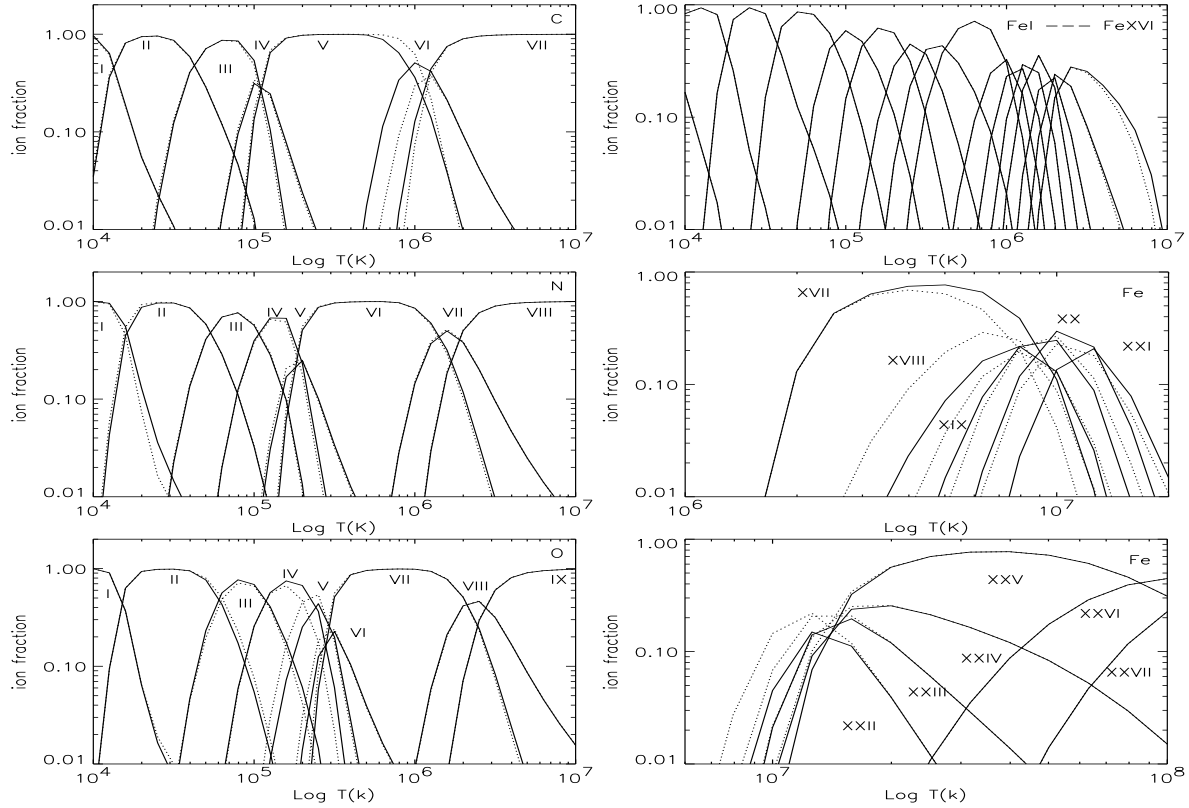 C
1.00
0.10
0.01
ion fraction
I II III IV V VI VII
10^4 10^5 10^6 10^7
Log T(K)
FeI — — — FeXVI
1.00
0.10
0.01
ion fraction
10^4 10^5 10^6 10^7
Log T(K)
N
1.00
0.10
0.01
ion fraction
I II III IV V VI VII VIII
10^4 10^5 10^6 10^7
Log T(K)
Fe
1.00
0.10
0.01
ion fraction
XVII XVIII XIX XX XXI
10^6 10^7
Log T(K)
O
1.00
0.10
0.01
ion fraction
I II III IV V VI VII VIII IX
10^4 10^5 10^6 10^7
Log T(k)
Fe
1.00
0.10
0.01
ion fraction
XXII XXIII XXIV XXV XXVI XXVII
10^7 10^8
Log T(k)